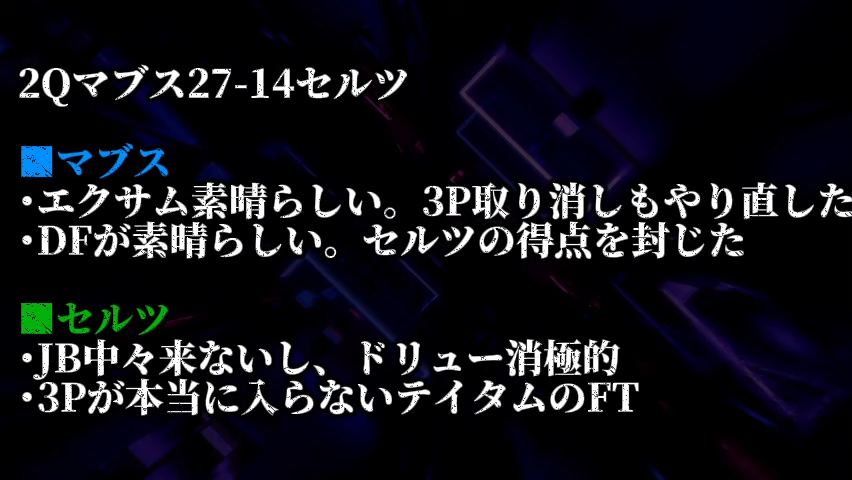 2Qマブス27-14セルツ
■マブス
・エクサム素晴らしい。3P取り消しもやり直した
・DFが素晴らしい。セルツの得点を封じた
■セルツ
・JB中々来ないし、ドリュー消極的
・3Pが本当に入らないテイタムのFT